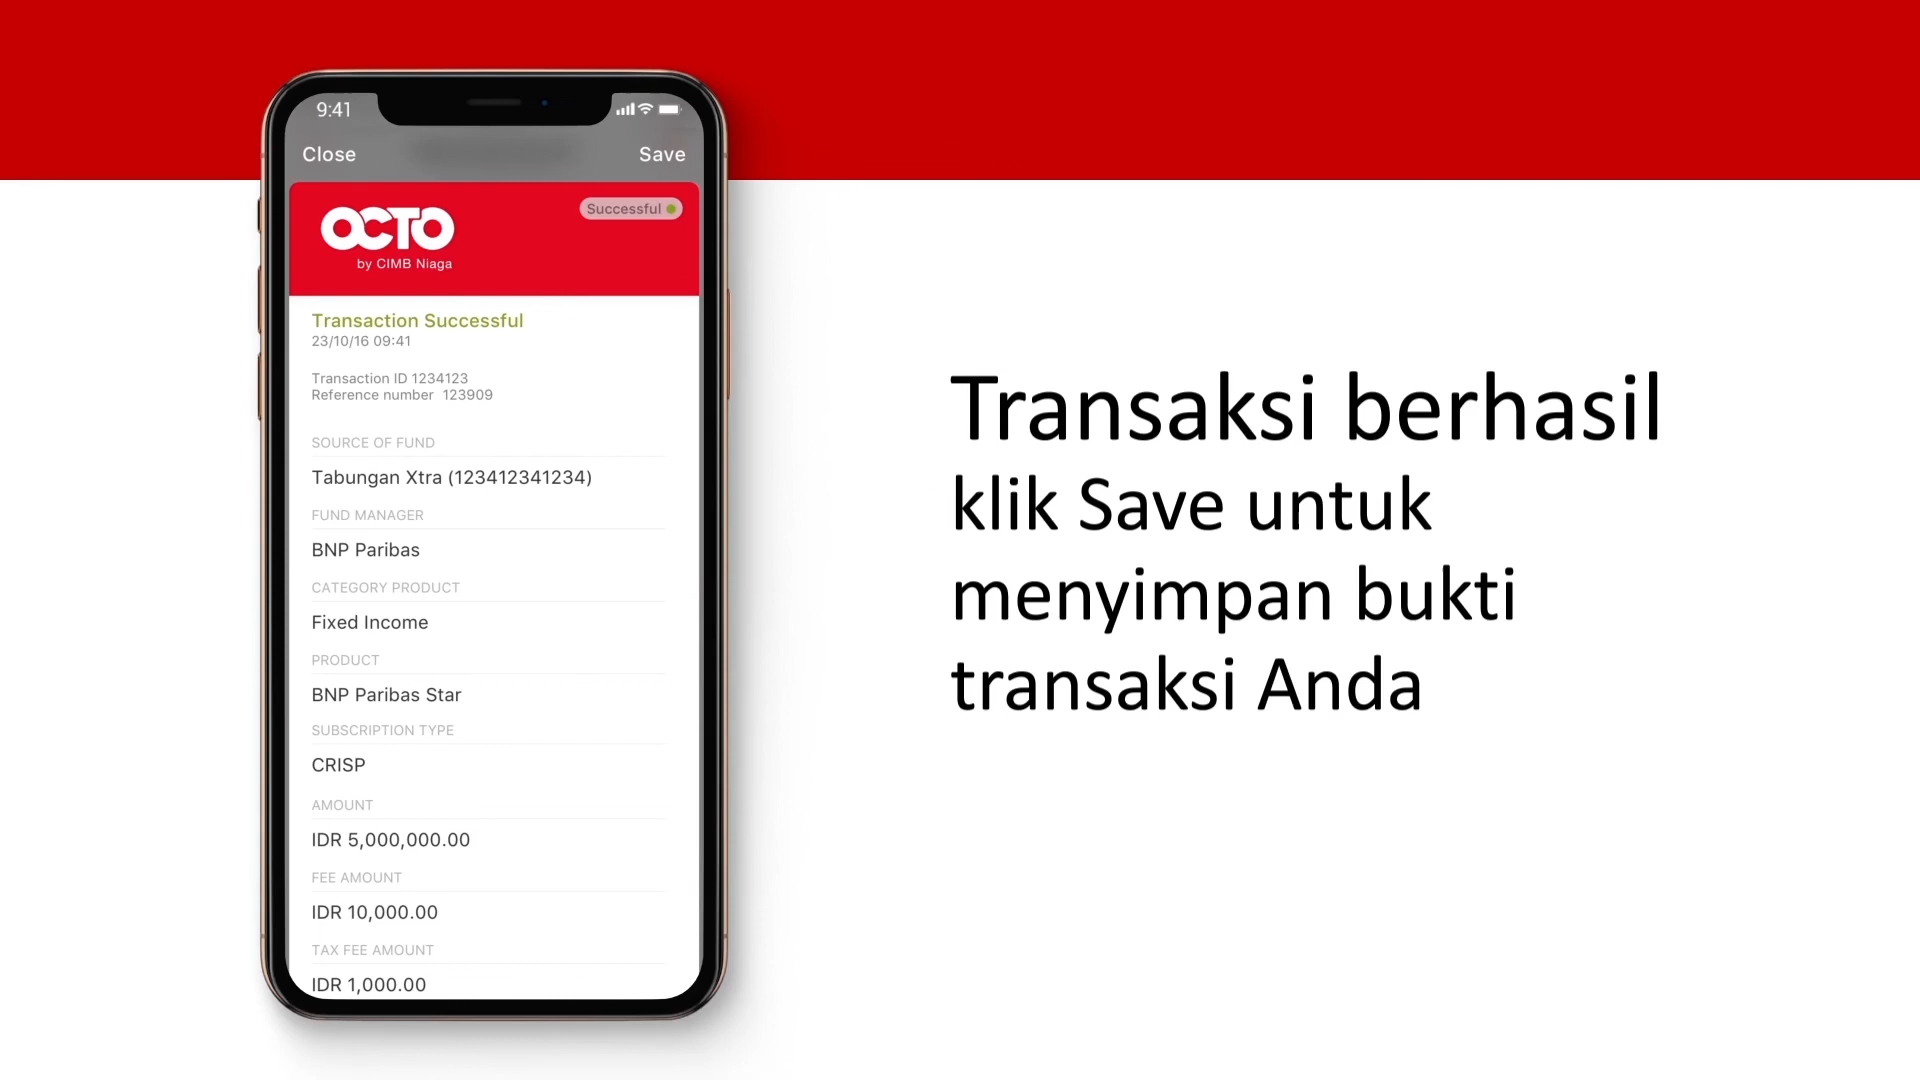 9:41
Close
Save
OCTO
by CIMB Niaga
Successful
Transaction Successful
23/10/16 09:41
Transaction ID 1234123
Reference number 123909
SOURCE OF FUND
Tabungan Xtra (123412341234)
FUND MANAGER
BNP Paribas
CATEGORY PRODUCT
Fixed Income
PRODUCT
BNP Paribas Star
SUBSCRIPTION TYPE
CRISP
AMOUNT
IDR 5,000,000.00
FEE AMOUNT
IDR 10,000.00
TAX FEE AMOUNT
IDR 1,000.00
Transaksi berhasil
klik Save untuk
menyimpan bukti
transaksi Anda